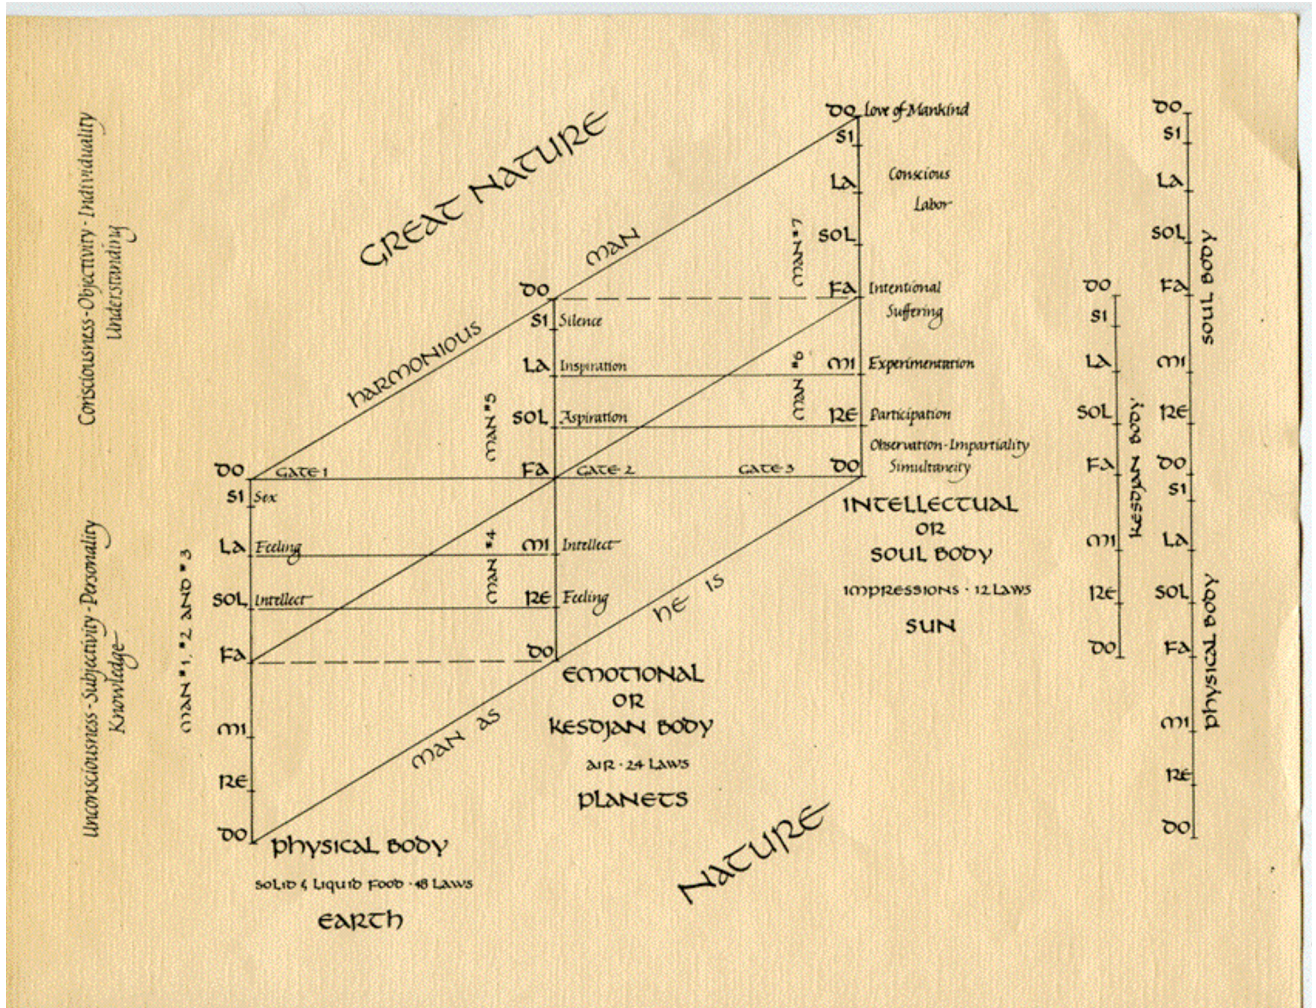 Consciousness-Objectivity-Individuality
Understanding
Unconsciousness-Subjectivity-Personality
Knowledge
GREAT NATURE
HARMONIOUS MAN
MAN AS HE IS
NATURE
MAN #1, #2 AND #3
DO GATE 1
SI Sex
LA Feeling
SOL Intellect
FA
MI
RE
DO
PHYSICAL BODY
SOLID & LIQUID FOOD · 48 LAWS
EARTH
MAN #5
MAN #4
DO
SI Silence
LA Inspiration
SOL Aspiration
FA GATE 2
MI Intellect
RE Feeling
DO
EMOTIONAL
OR
KESDJAN BODY
AIR · 24 LAWS
PLANETS
MAN #7
MAN #6
DO Love of Mankind
SI
LA Conscious
Labor
SOL
FA Intentional
Suffering
MI Experimentation
RE Participation
Observation-Impartiality
GATE 3 DO Simultaneity
INTELLECTUAL
OR
SOUL BODY
IMPRESSIONS · 12 LAWS
SUN
DO
SI
LA
SOL
FA
MI
RE
DO
KESDJAN BODY
DO
SI
LA
SOL
FA
MI
RE
DO
SI
LA
SOL
FA
MI
RE
DO
SOUL BODY
PHYSICAL BODY